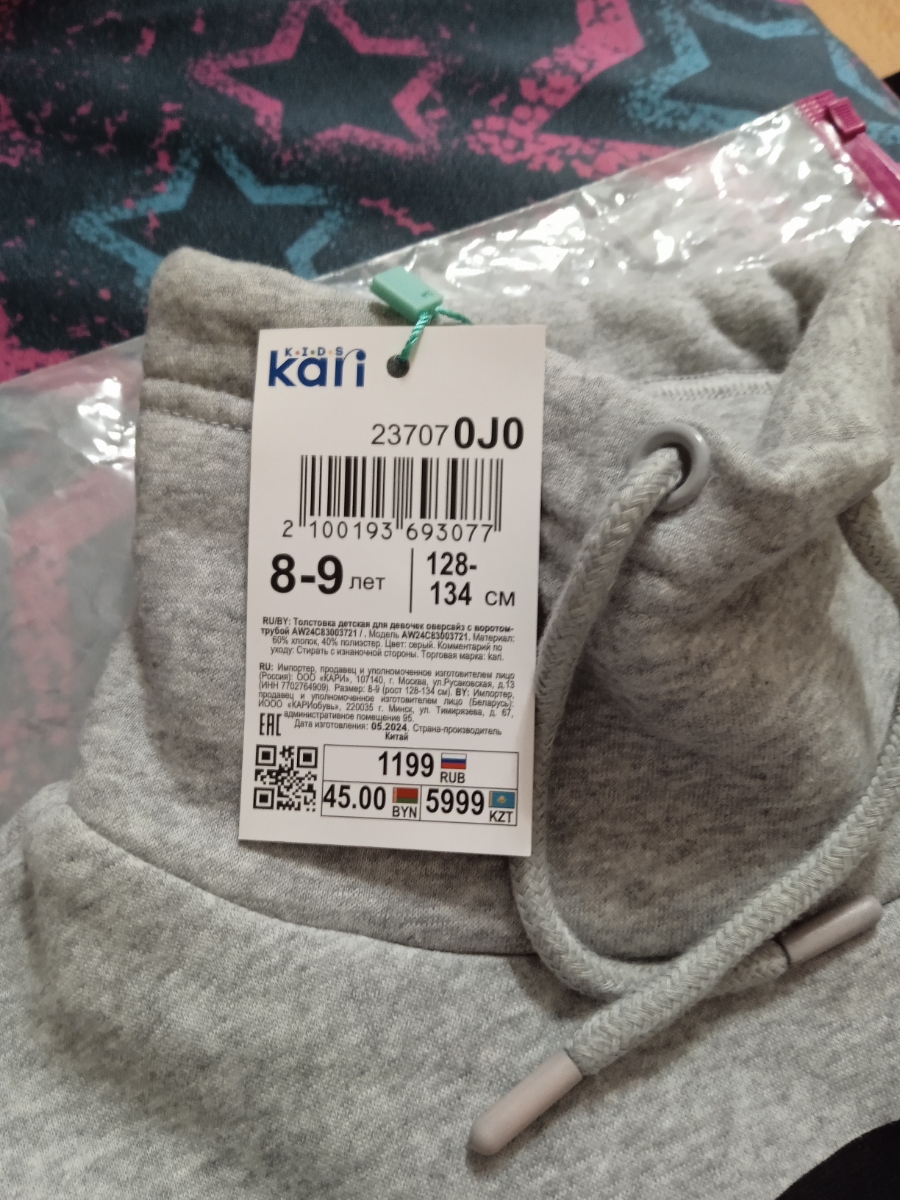 K·I·D·S
kari
23707 0J0
2 100193 693077
8-9 лет
128-
134 см
RU/BY: Толстовка детская для девочек оверсайз с воротом-
трубой AW24C83003721 / . Модель AW24C83003721. Материал:
60% хлопок, 40% полиэстер. Цвет: серый. Комментарий по
уходу: Стирать с изнаночной стороны. Торговая марка: kari.
RU: Импортер, продавец и уполномоченное изготовителем лицо
(Россия): ООО «КАРИ», 107140, г. Москва, ул.Русаковская, д.13
(ИНН 7702764909). Размер: 8-9 (рост 128-134 см). BY: Импортер,
продавец и уполномоченное изготовителем лицо (Беларусь):
ИООО «КАРИобувь», 220035 г. Минск, ул. Тимирязева, д. 67,
административное помещение 95.
EAC Дата изготовления: 05.2024. Страна-производитель
Китай
1199 RUB
45.00 BYN 5999 KZT